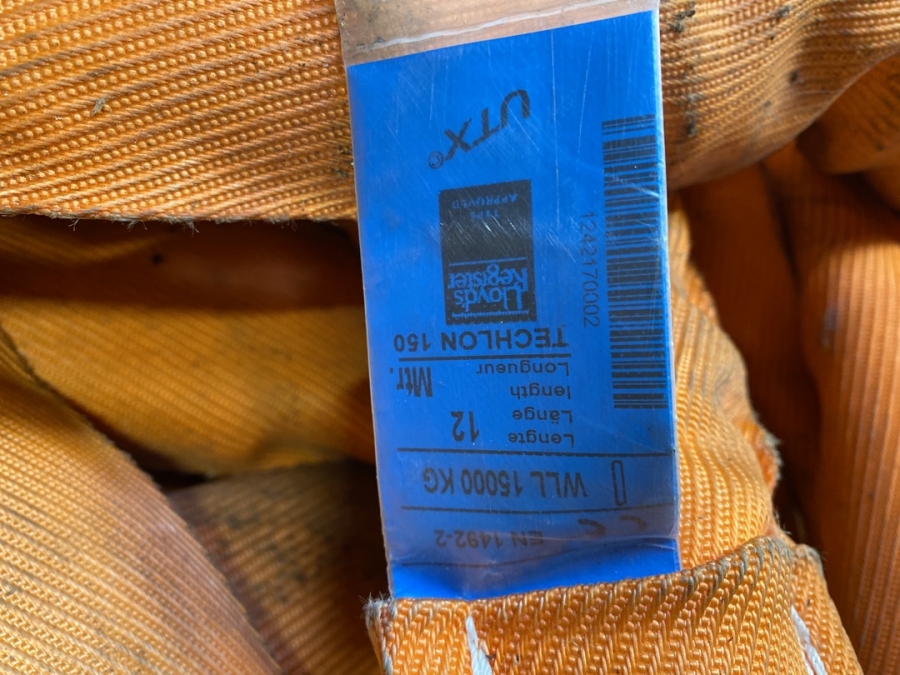 EN 1492-2 CE
WLL 15000 KG
Lengte
Länge
length
Longueur
12 Mtr.
TECHLON 150
Lloyd's
Register
TYPE
APPROVED
UTX©
1242170002